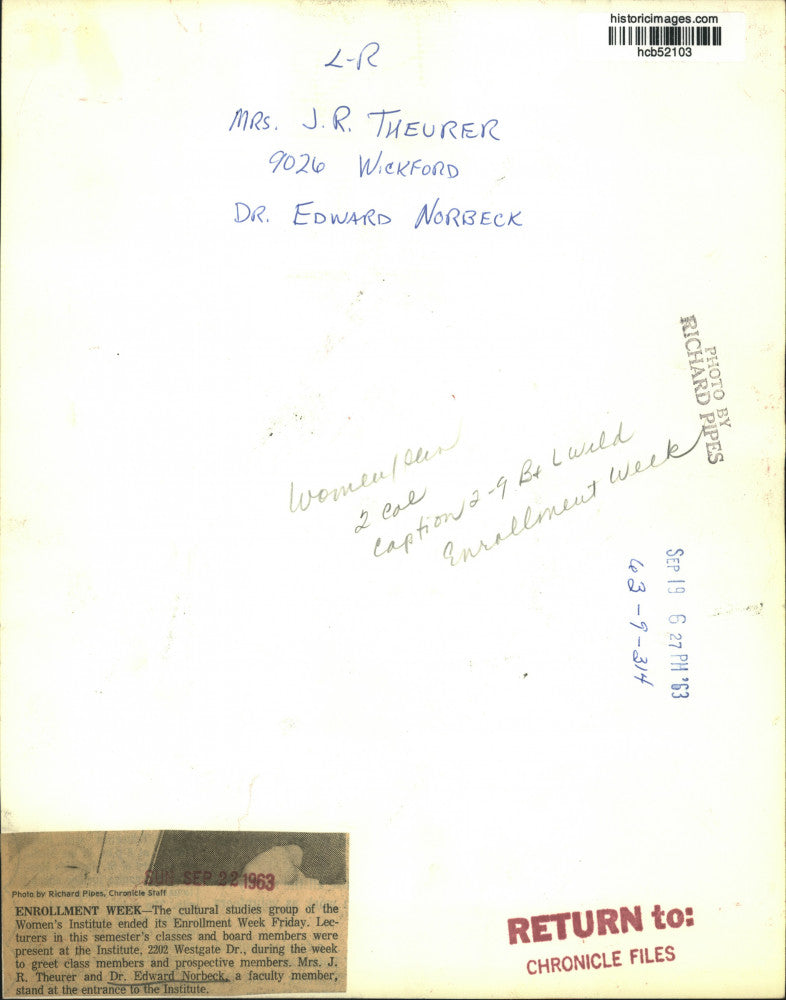 historicimages.com
hcb52103
L-R
MRS. J.R. THEURER
9026 WICKFORD
DR. EDWARD NORBECK
PHOTO BY
RICHARD PIPES
2 col
Caption 2-9 B+L wild
Enrollment Week
SEP 19 6 27 PM '63
63-9-314
SUN SEP 22 1963
Photo by Richard Pipes, Chronicle Staff
ENROLLMENT WEEK—The cultural studies group of the
Women's Institute ended its Enrollment Week Friday. Lec-
turers in this semester's classes and board members were
present at the Institute, 2202 Westgate Dr., during the week
to greet class members and prospective members. Mrs. J.
R. Theurer and Dr. Edward Norbeck, a faculty member,
stand at the entrance to the Institute.
RETURN to:
CHRONICLE FILES